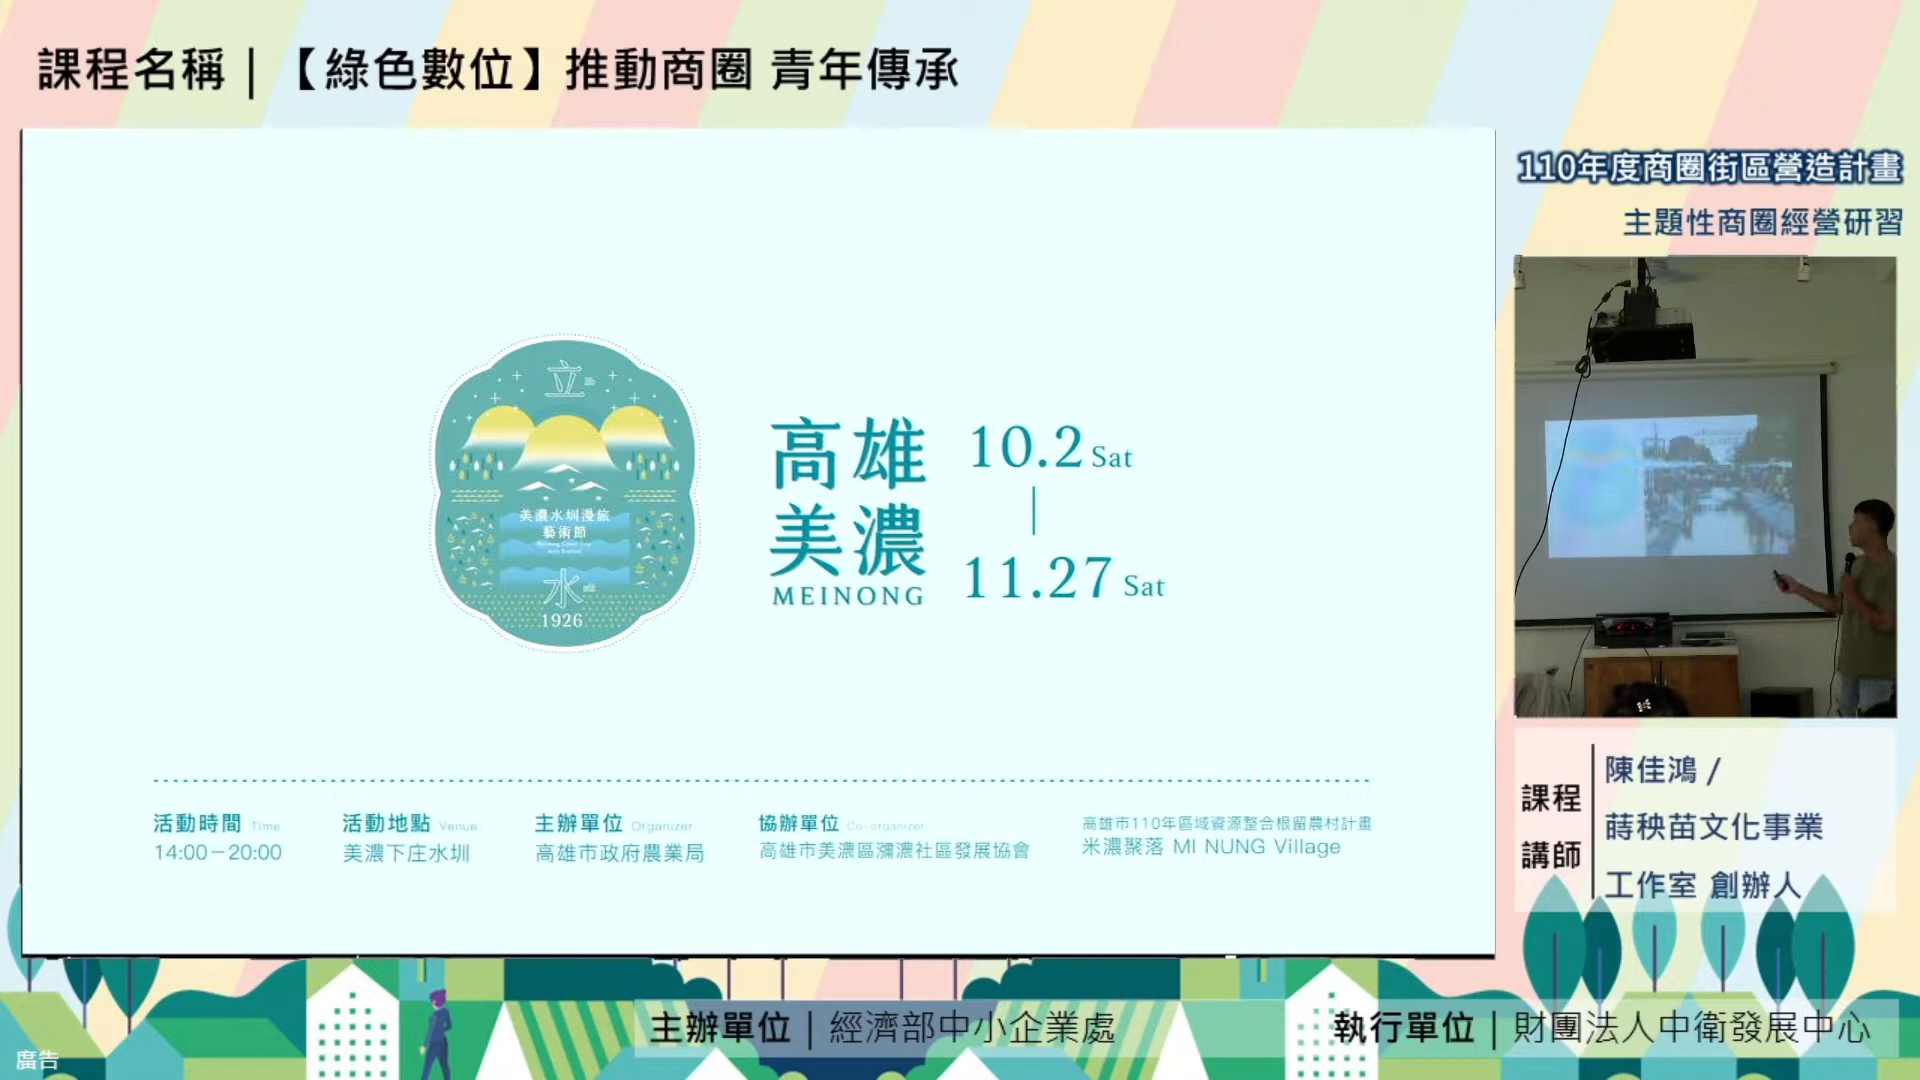 課程名稱｜【綠色數位】推動商圈 青年傳承
110年度商圈街區營造計畫
主題性商圈經營研習
立
美濃水圳漫旅
藝術節
水
1926
高雄
美濃
MEINONG
10.2 Sat
11.27 Sat
活動時間 Time
14:00－20:00
活動地點 Venue
美濃下庄水圳
主辦單位 Organizer
高雄市政府農業局
協辦單位 Co-organizer
高雄市美濃區瀰濃社區發展協會
高雄市110年區域資源整合根留農村計畫
米濃聚落 MI NUNG Village
課程
講師
陳佳鴻 /
蒔秧苗文化事業
工作室 創辦人
主辦單位｜經濟部中小企業處
執行單位｜財團法人中衛發展中心
廣告